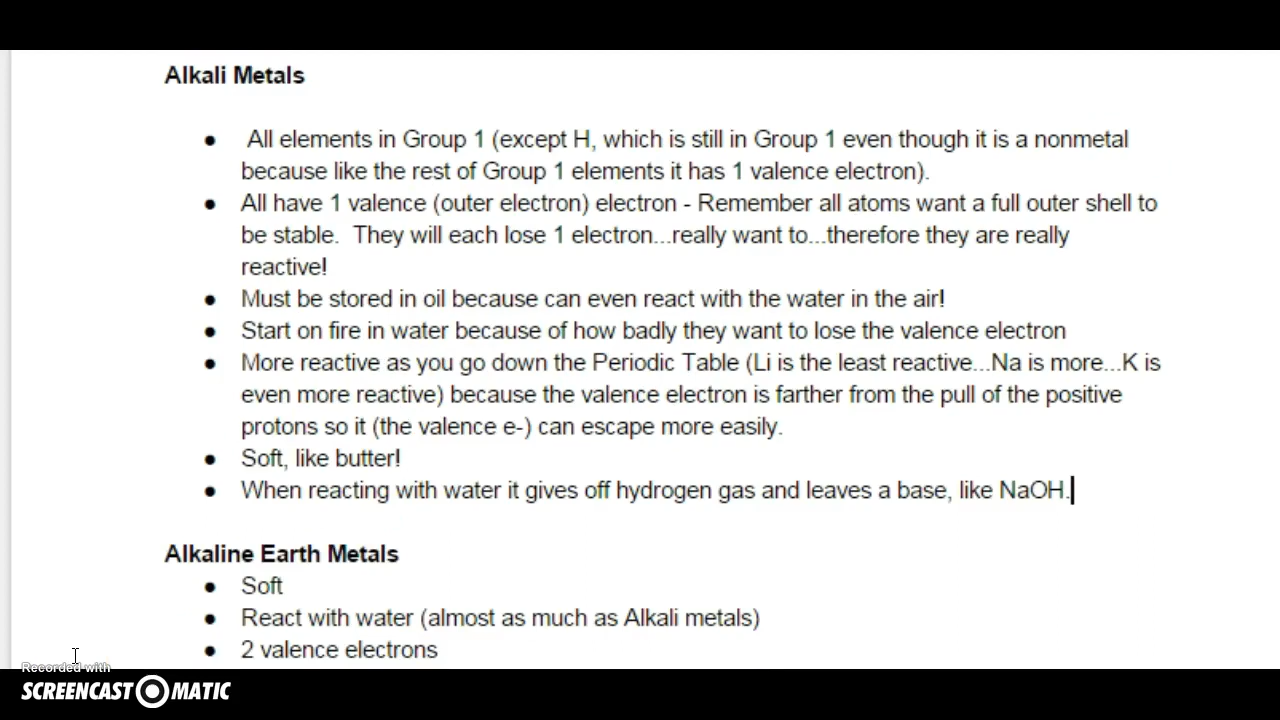 Alkali Metals
● All elements in Group 1 (except H, which is still in Group 1 even though it is a nonmetal
because like the rest of Group 1 elements it has 1 valence electron).
● All have 1 valence (outer electron) electron - Remember all atoms want a full outer shell to
be stable.  They will each lose 1 electron...really want to...therefore they are really
reactive!
● Must be stored in oil because can even react with the water in the air!
● Start on fire in water because of how badly they want to lose the valence electron
● More reactive as you go down the Periodic Table (Li is the least reactive...Na is more...K is
even more reactive) because the valence electron is farther from the pull of the positive
protons so it (the valence e-) can escape more easily.
● Soft, like butter!
● When reacting with water it gives off hydrogen gas and leaves a base, like NaOH.
Alkaline Earth Metals
● Soft
● React with water (almost as much as Alkali metals)
● 2 valence electrons
Recorded with
SCREENCAST MATIC